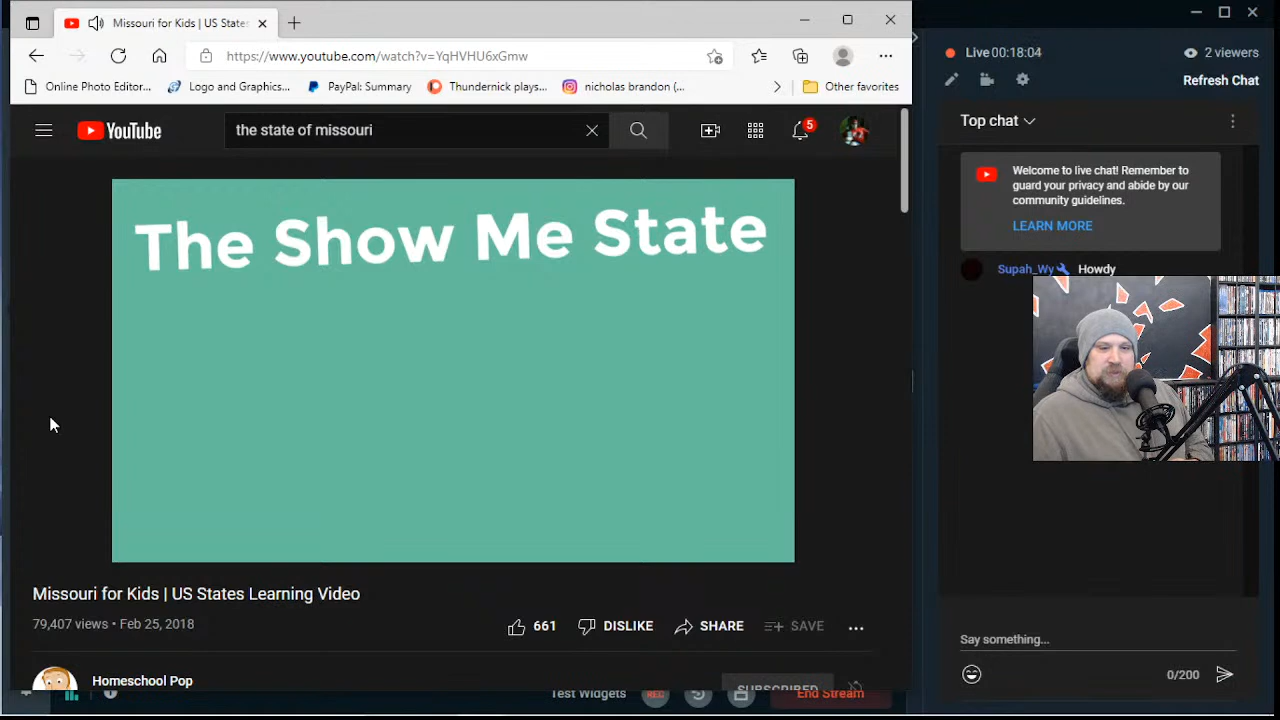 Missouri for Kids | US States
https://www.youtube.com/watch?v=YqHVHU6xGmw
Online Photo Editor...
Logo and Graphics...
PayPal: Summary
Thundernick plays...
nicholas brandon (...
Other favorites
YouTube
the state of missouri
5
The Show Me State
Missouri for Kids | US States Learning Video
79,407 views • Feb 25, 2018
661
DISLIKE
SHARE
SAVE
Homeschool Pop
SUBSCRIBED
Test Widgets
REC
End Stream
Live 00:18:04
2 viewers
Refresh Chat
Top chat
Welcome to live chat! Remember to
guard your privacy and abide by our
community guidelines.
LEARN MORE
Supah_Wy Howdy
Say something...
0/200